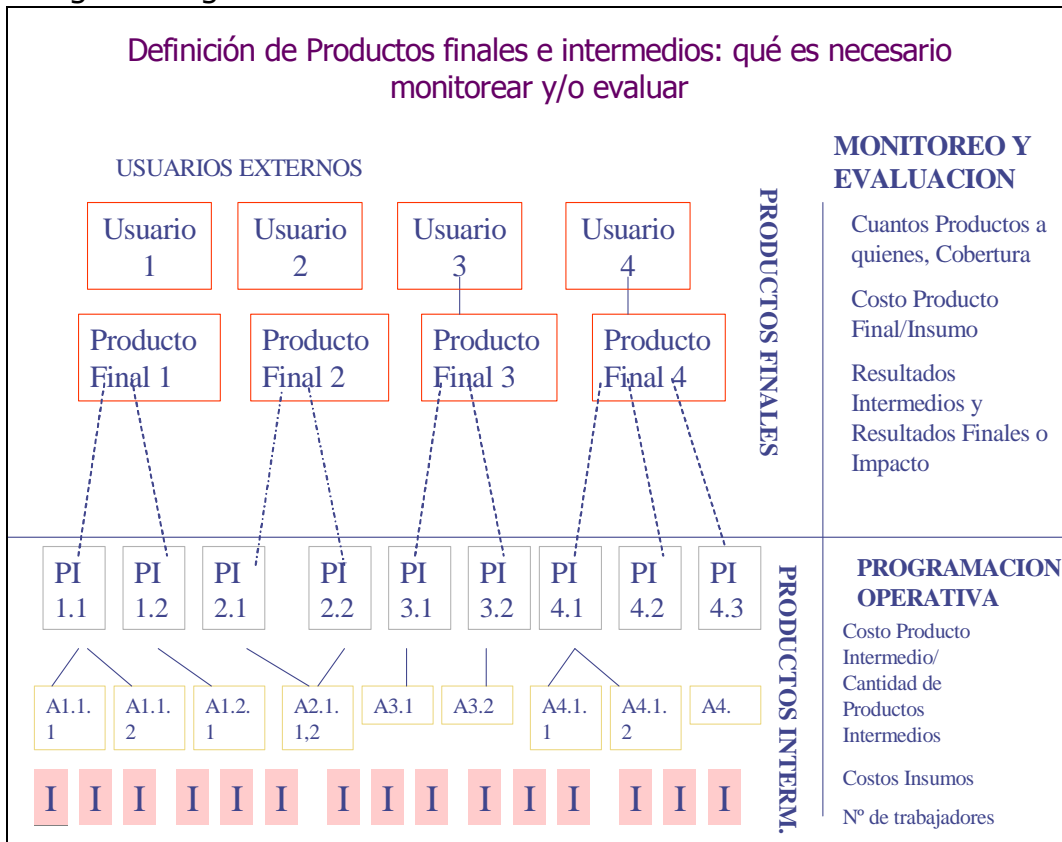 Definición de Productos finales e intermedios: qué es necesario
monitorear y/o evaluar
USUARIOS EXTERNOS
Usuario
1
Usuario
2
Usuario
3
Usuario
4
Producto
Final 1
Producto
Final 2
Producto
Final 3
Producto
Final 4
PRODUCTOS FINALES
MONITOREO Y
EVALUACION
Cuantos Productos a
quienes, Cobertura
Costo Producto
Final/Insumo
Resultados
Intermedios y
Resultados Finales o
Impacto
PI
1.1
PI
1.2
PI
2.1
PI
2.2
PI
3.1
PI
3.2
PI
4.1
PI
4.2
PI
4.3
A1.1.
1
A1.1.
2
A1.2.
1
A2.1.
1,2
A3.1
A3.2
A4.1.
1
A4.1.
2
A4.
I I I I I I I I I I I I I I I
PRODUCTOS INTERM.
PROGRAMACION
OPERATIVA
Costo Producto
Intermedio/
Cantidad de
Productos
Intermedios
Costos Insumos
Nº de trabajadores